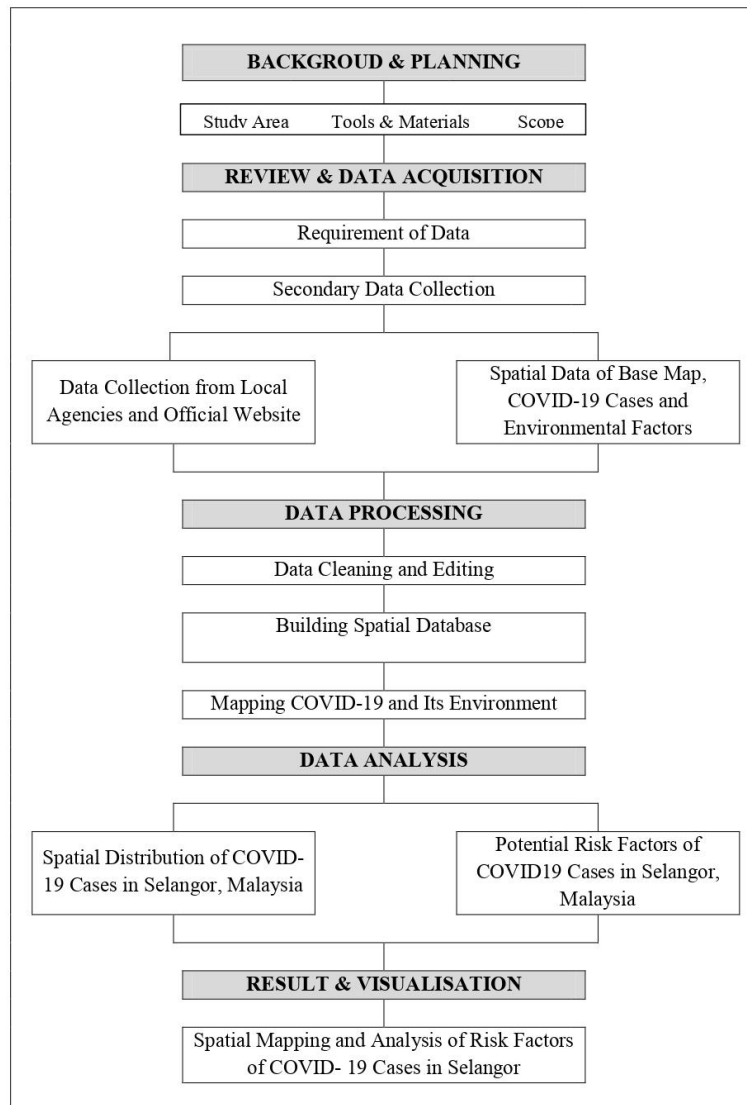 BACKGROUD & PLANNING
Study Area Tools & Materials Scope
REVIEW & DATA ACQUISITION
Requirement of Data
Secondary Data Collection
Data Collection from Local
Agencies and Official Website
Spatial Data of Base Map,
COVID-19 Cases and
Environmental Factors
DATA PROCESSING
Data Cleaning and Editing
Building Spatial Database
Mapping COVID-19 and Its Environment
DATA ANALYSIS
Spatial Distribution of COVID-
19 Cases in Selangor, Malaysia
Potential Risk Factors of
COVID19 Cases in Selangor,
Malaysia
RESULT & VISUALISATION
Spatial Mapping and Analysis of Risk Factors
of COVID- 19 Cases in Selangor